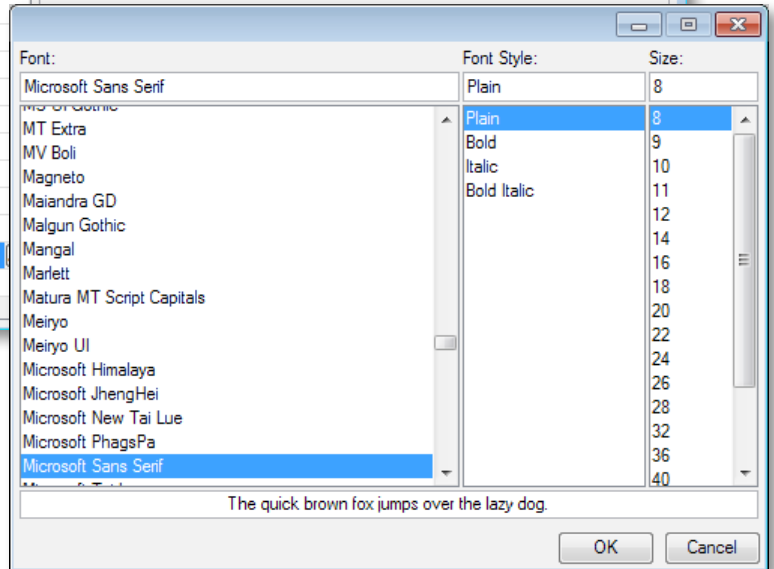 Font:
Font Style:
Size:
Microsoft Sans Serif
Plain
8
MT Extra
MV Boli
Magneto
Maiandra GD
Malgun Gothic
Mangal
Marlett
Matura MT Script Capitals
Meiryo
Meiryo UI
Microsoft Himalaya
Microsoft JhengHei
Microsoft New Tai Lue
Microsoft PhagsPa
Microsoft Sans Serif
Plain
Bold
Italic
Bold Italic
8
9
10
11
12
14
16
18
20
22
24
26
28
32
36
40
The quick brown fox jumps over the lazy dog.
OK
Cancel